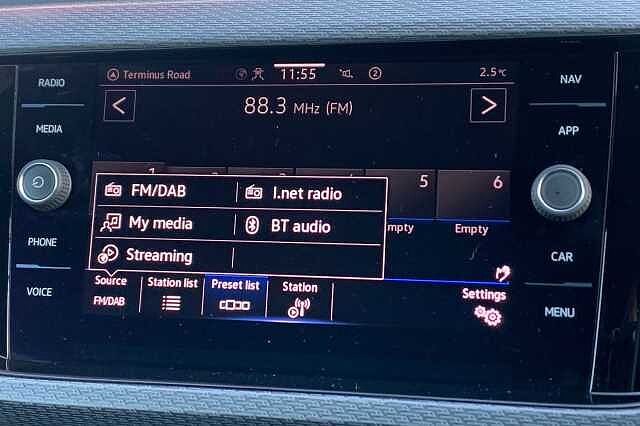 RADIO
MEDIA
PHONE
VOICE
Terminus Road
11:55
2
2.5°C
88.3 MHz (FM)
5
6
mpty
Empty
FM/DAB
I.net radio
My media
BT audio
Streaming
Source
FM/DAB
Station list
Preset list
Station
Settings
NAV
APP
CAR
MENU